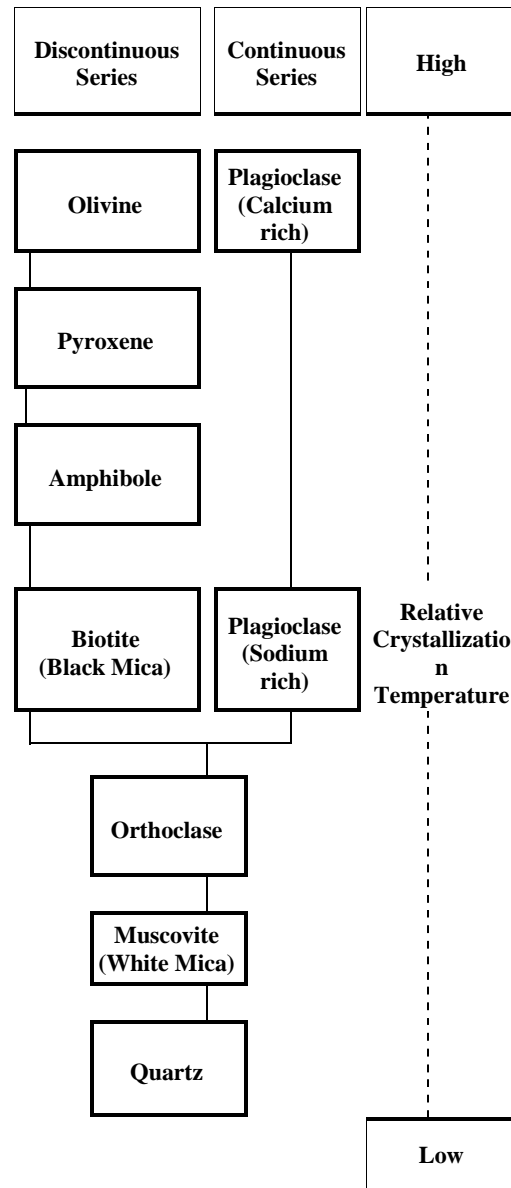 Discontinuous
Series
Continuous
Series
High
Olivine
Plagioclase
(Calcium
rich)
Pyroxene
Amphibole
Biotite
(Black Mica)
Plagioclase
(Sodium
rich)
Relative
Crystallizatio
n
Temperature
Orthoclase
Muscovite
(White Mica)
Quartz
Low